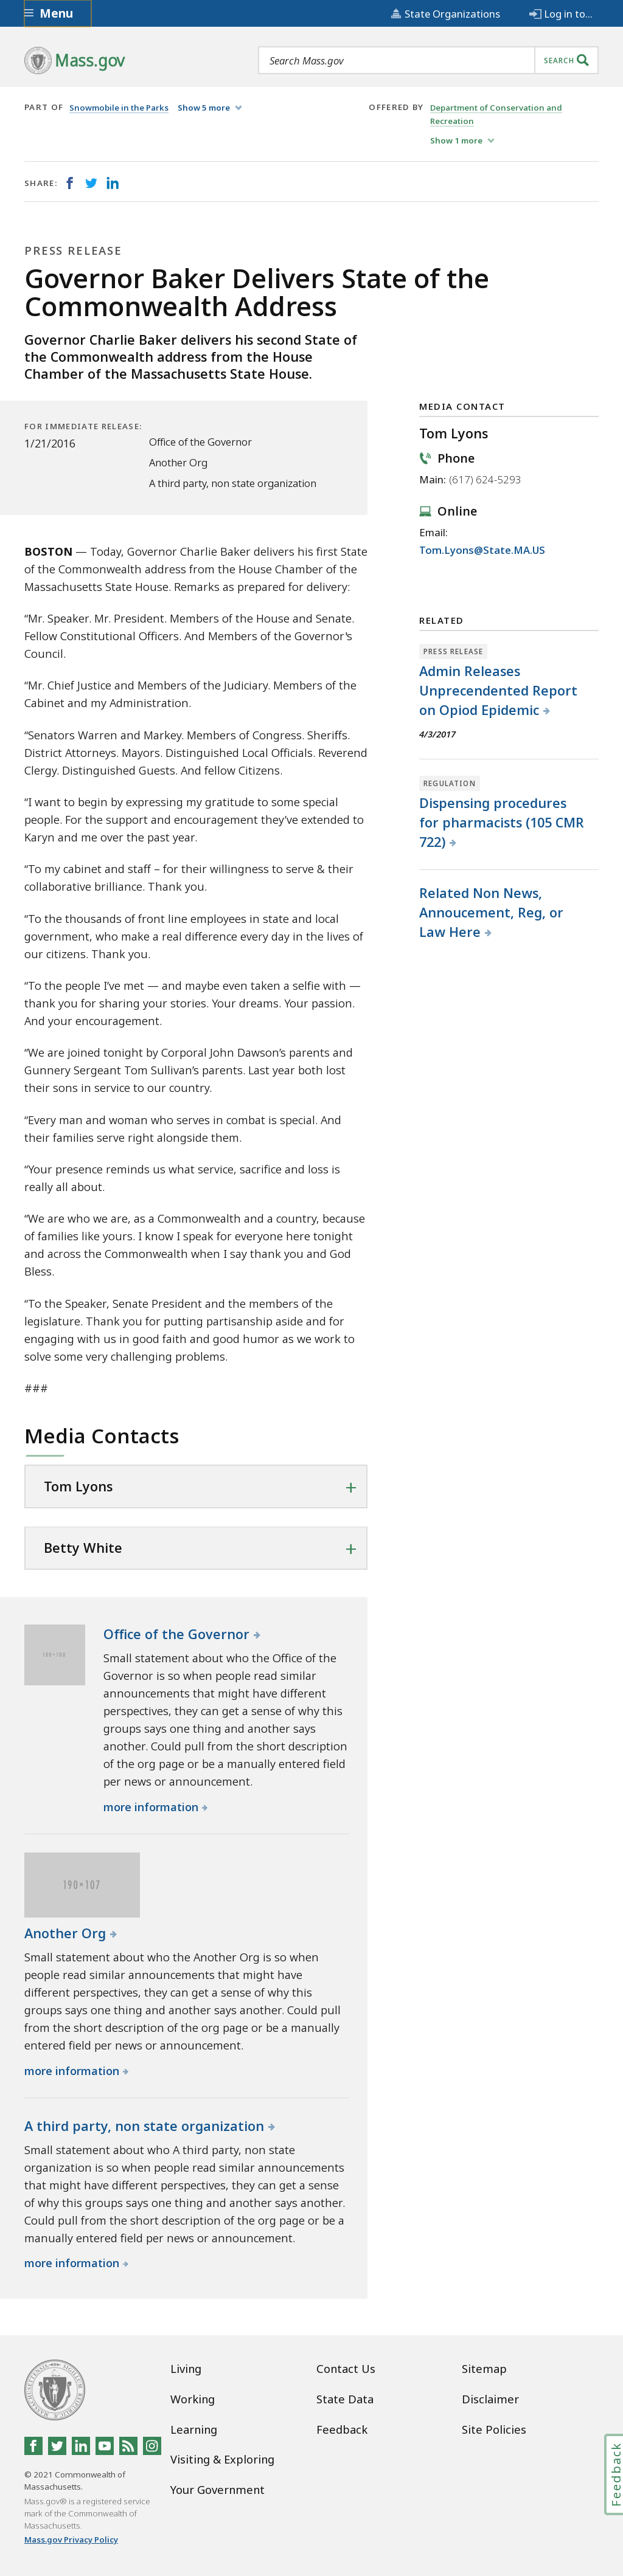 Menu
State Organizations
Log in to...
Mass.gov
Search Mass.gov
SEARCH
PART OF Snowmobile in the Parks Show 5 more
OFFERED BY Department of Conservation and
Recreation
Show 1 more
SHARE:
PRESS RELEASE
Governor Baker Delivers State of the
Commonwealth Address
Governor Charlie Baker delivers his second State of
the Commonwealth address from the House
Chamber of the Massachusetts State House.
FOR IMMEDIATE RELEASE:
1/21/2016
Office of the Governor
Another Org
A third party, non state organization
BOSTON — Today, Governor Charlie Baker delivers his first State
of the Commonwealth address from the House Chamber of the
Massachusetts State House. Remarks as prepared for delivery:
“Mr. Speaker. Mr. President. Members of the House and Senate.
Fellow Constitutional Officers. And Members of the Governor’s
Council.
“Mr. Chief Justice and Members of the Judiciary. Members of the
Cabinet and my Administration.
“Senators Warren and Markey. Members of Congress. Sheriffs.
District Attorneys. Mayors. Distinguished Local Officials. Reverend
Clergy. Distinguished Guests. And fellow Citizens.
“I want to begin by expressing my gratitude to some special
people. For the support and encouragement they’ve extended to
Karyn and me over the past year.
“To my cabinet and staff – for their willingness to serve & their
collaborative brilliance. Thank you.
“To the thousands of front line employees in state and local
government, who make a real difference every day in the lives of
our citizens. Thank you.
“To the people I’ve met — and maybe even taken a selfie with —
thank you for sharing your stories. Your dreams. Your passion.
And your encouragement.
“We are joined tonight by Corporal John Dawson’s parents and
Gunnery Sergeant Tom Sullivan’s parents. Last year both lost
their sons in service to our country.
“Every man and woman who serves in combat is special. And
their families serve right alongside them.
“Your presence reminds us what service, sacrifice and loss is
really all about.
“We are who we are, as a Commonwealth and a country, because
of families like yours. I know I speak for everyone here tonight
and across the Commonwealth when I say thank you and God
Bless.
“To the Speaker, Senate President and the members of the
legislature. Thank you for putting partisanship aside and for
engaging with us in good faith and good humor as we work to
solve some very challenging problems.
###
MEDIA CONTACT
Tom Lyons
Phone
Main: (617) 624-5293
Online
Email:
Tom.Lyons@State.MA.US
RELATED
PRESS RELEASE
Admin Releases
Unprecendented Report
on Opiod Epidemic
4/3/2017
REGULATION
Dispensing procedures
for pharmacists (105 CMR
722)
Related Non News,
Annoucement, Reg, or
Law Here
Media Contacts
Tom Lyons
Betty White
100×100
Office of the Governor
Small statement about who the Office of the
Governor is so when people read similar
announcements that might have different
perspectives, they can get a sense of why this
groups says one thing and another says
another. Could pull from the short description
of the org page or be a manually entered field
per news or announcement.
more information
190×107
Another Org
Small statement about who the Another Org is so when
people read similar announcements that might have
different perspectives, they can get a sense of why this
groups says one thing and another says another. Could pull
from the short description of the org page or be a manually
entered field per news or announcement.
more information
A third party, non state organization
Small statement about who A third party, non state
organization is so when people read similar announcements
that might have different perspectives, they can get a sense
of why this groups says one thing and another says another.
Could pull from the short description of the org page or be a
manually entered field per news or announcement.
more information
Living
Working
Learning
Visiting & Exploring
Your Government
Contact Us
State Data
Feedback
Sitemap
Disclaimer
Site Policies
© 2021 Commonwealth of
Massachusetts.
Mass.gov® is a registered service
mark of the Commonwealth of
Massachusetts.
Mass.gov Privacy Policy
Feedback